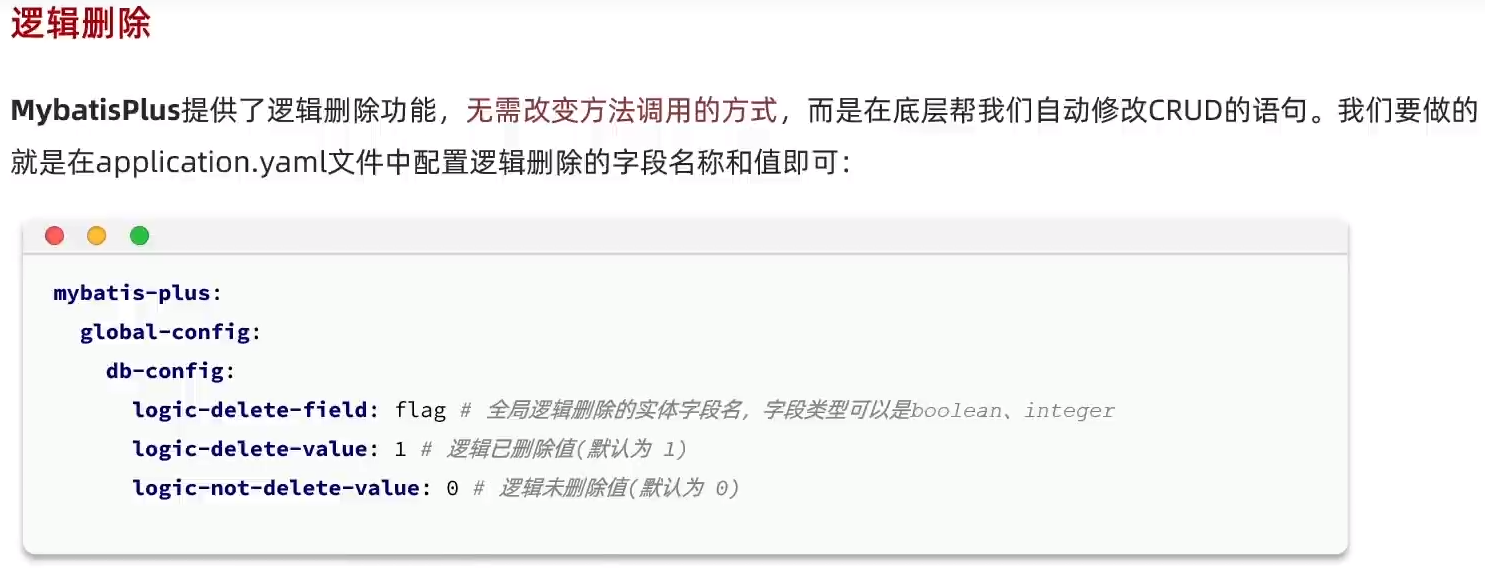 逻辑删除
MybatisPlus提供了逻辑删除功能，无需改变方法调用的方式，而是在底层帮我们自动修改CRUD的语句。我们要做的
就是在application.yaml文件中配置逻辑删除的字段名称和值即可：
mybatis-plus:
  global-config:
    db-config:
      logic-delete-field: flag # 全局逻辑删除的实体字段名，字段类型可以是boolean、integer
      logic-delete-value: 1 # 逻辑已删除值(默认为 1)
      logic-not-delete-value: 0 # 逻辑未删除值(默认为 0)